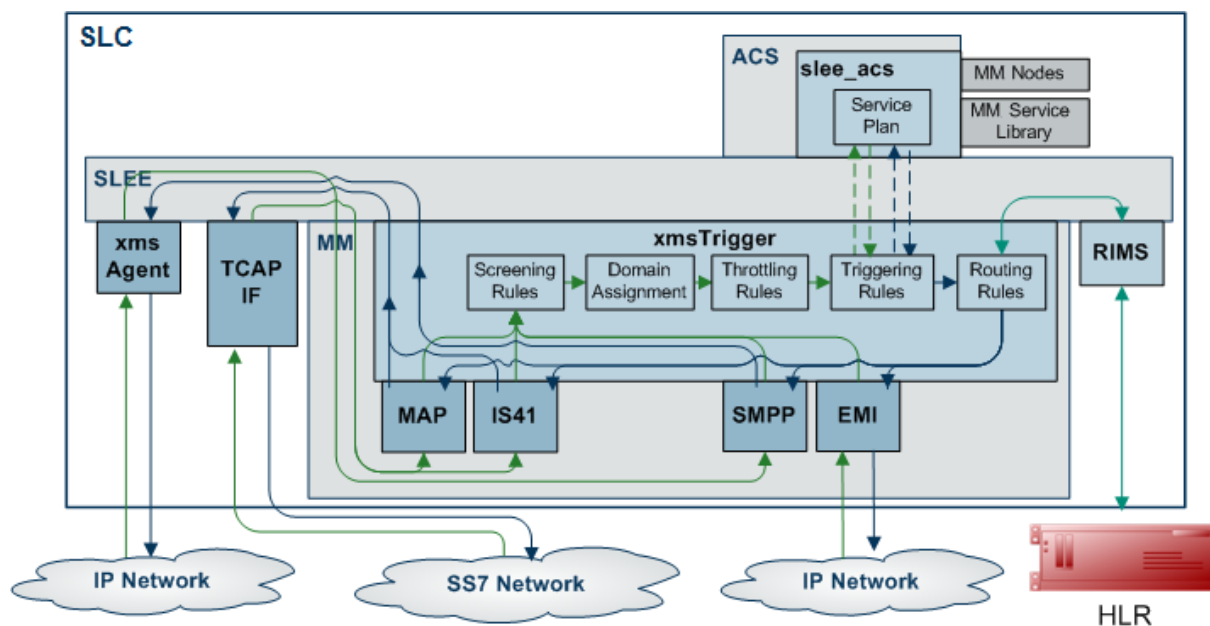 SLC
ACS
slee_acs
MM Nodes
Service
Plan
MM Service
Library
SLEE
xms
Agent
TCAP
IF
MM
xmsTrigger
Screening
Rules
Domain
Assignment
Throttling
Rules
Triggering
Rules
Routing
Rules
RIMS
MAP
IS41
SMPP
EMI
IP Network
SS7 Network
IP Network
HLR